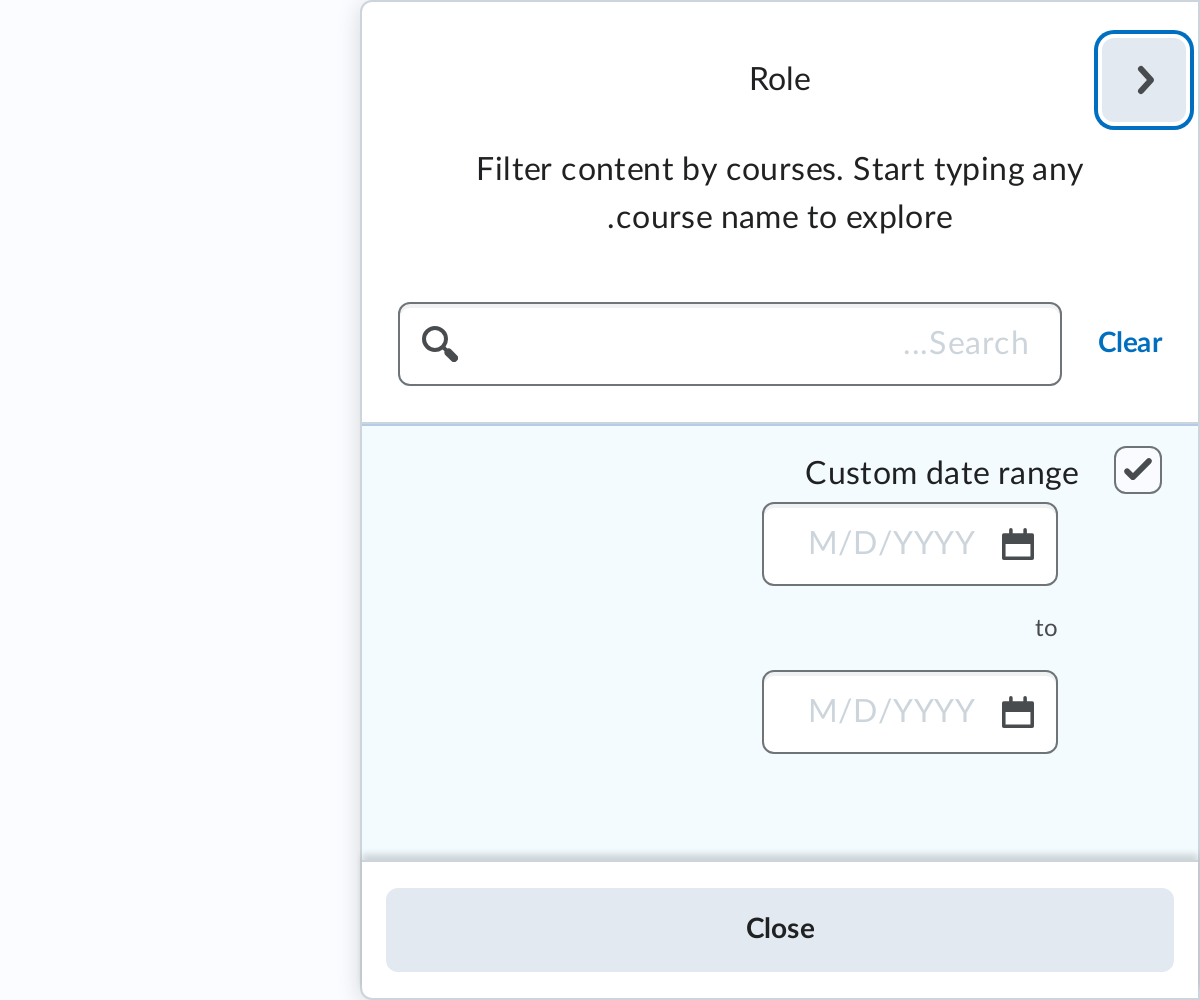 Role
Filter content by courses. Start typing any
.course name to explore
...Search
Clear
Custom date range
M/D/YYYY
to
M/D/YYYY
Close